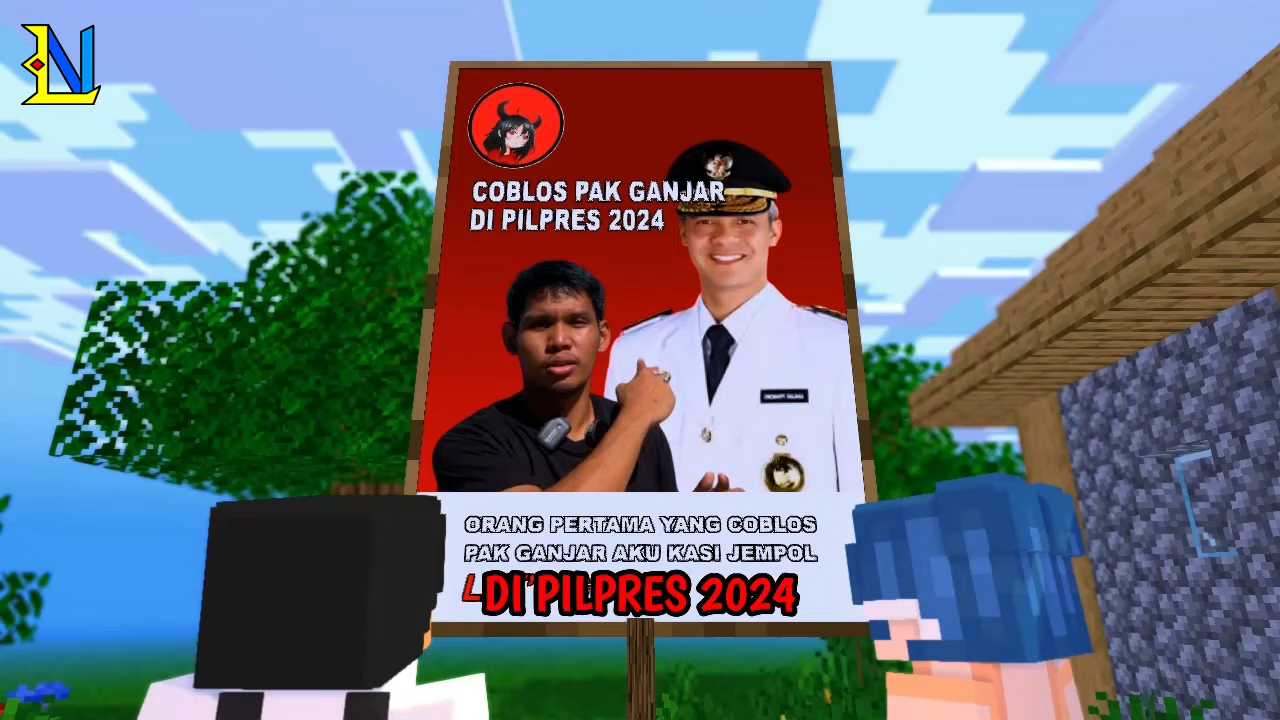 COBLOS PAK GANJAR
DI PILPRES 2024
ORANG PERTAMA YANG COBLOS
PAK GANJAR AKU KASI JEMPOL
DI PILPRES 2024